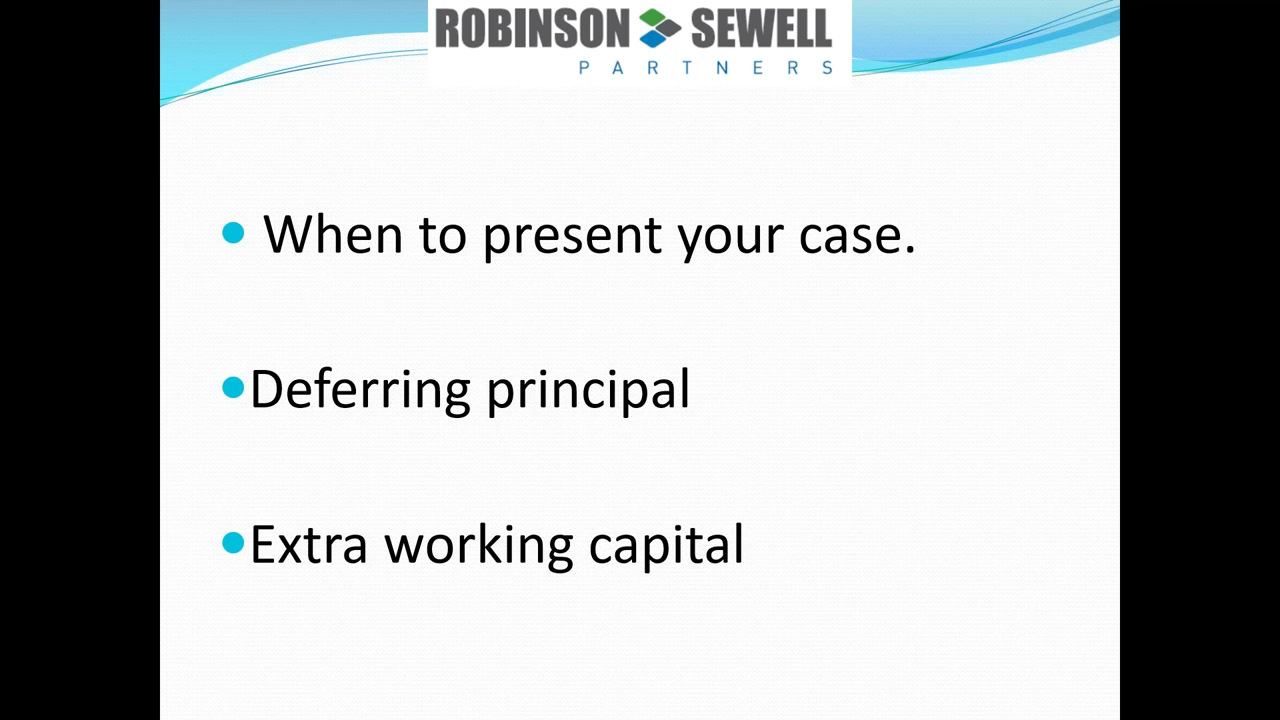 ROBINSON SEWELL
PARTNERS
• When to present your case.
•Deferring principal
•Extra working capital